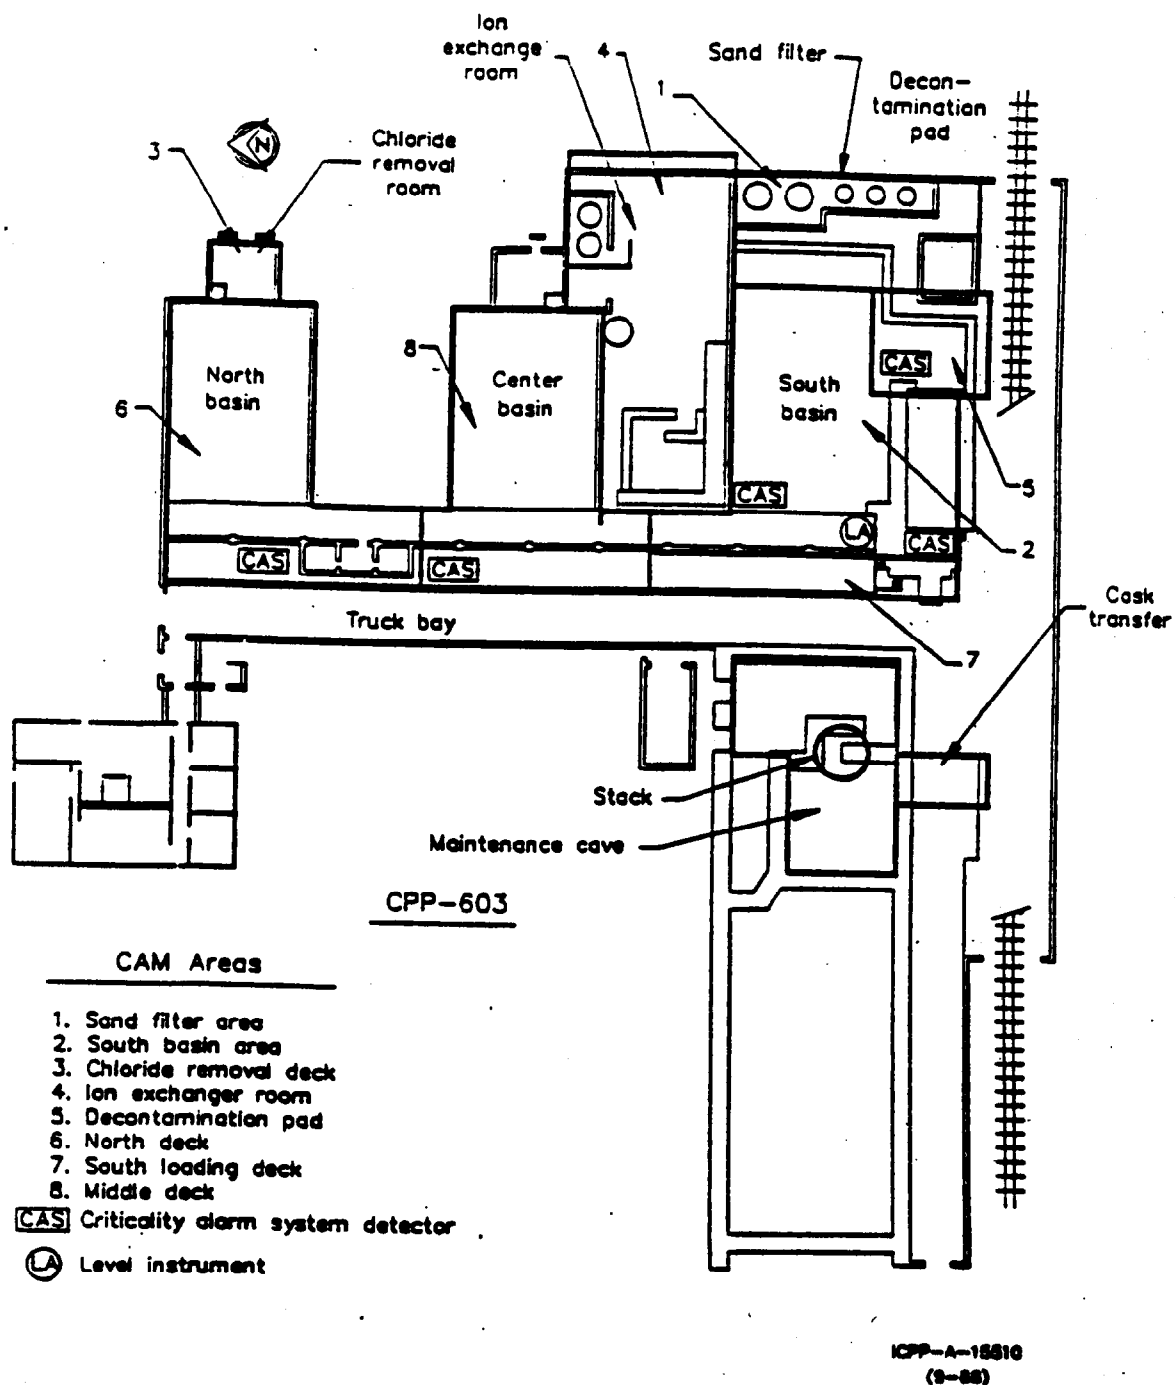 Ion
exchange
room
4
Sand filter
1
Decon-
tamination
pad
N
3
Chloride
removal
room
8
CAS
North
basin
Center
basin
South
basin
6
CAS
5
LA
CAS
2
CAS
CAS
Cask
transfer
Truck bay
7
Stack
Maintenance cave
CPP-603
CAM Areas
1. Sand filter area
2. South basin area
3. Chloride removal deck
4. Ion exchanger room
5. Decontamination pad
6. North deck
7. South loading deck
8. Middle deck
CAS Criticality alarm system detector
LA Level instrument